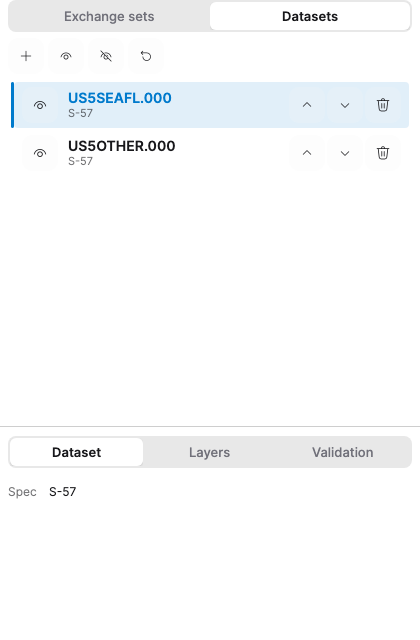 Exchange sets Datasets
US5SEAFL.000
S-57
US5OTHER.000
S-57
Dataset Layers Validation
Spec S-57